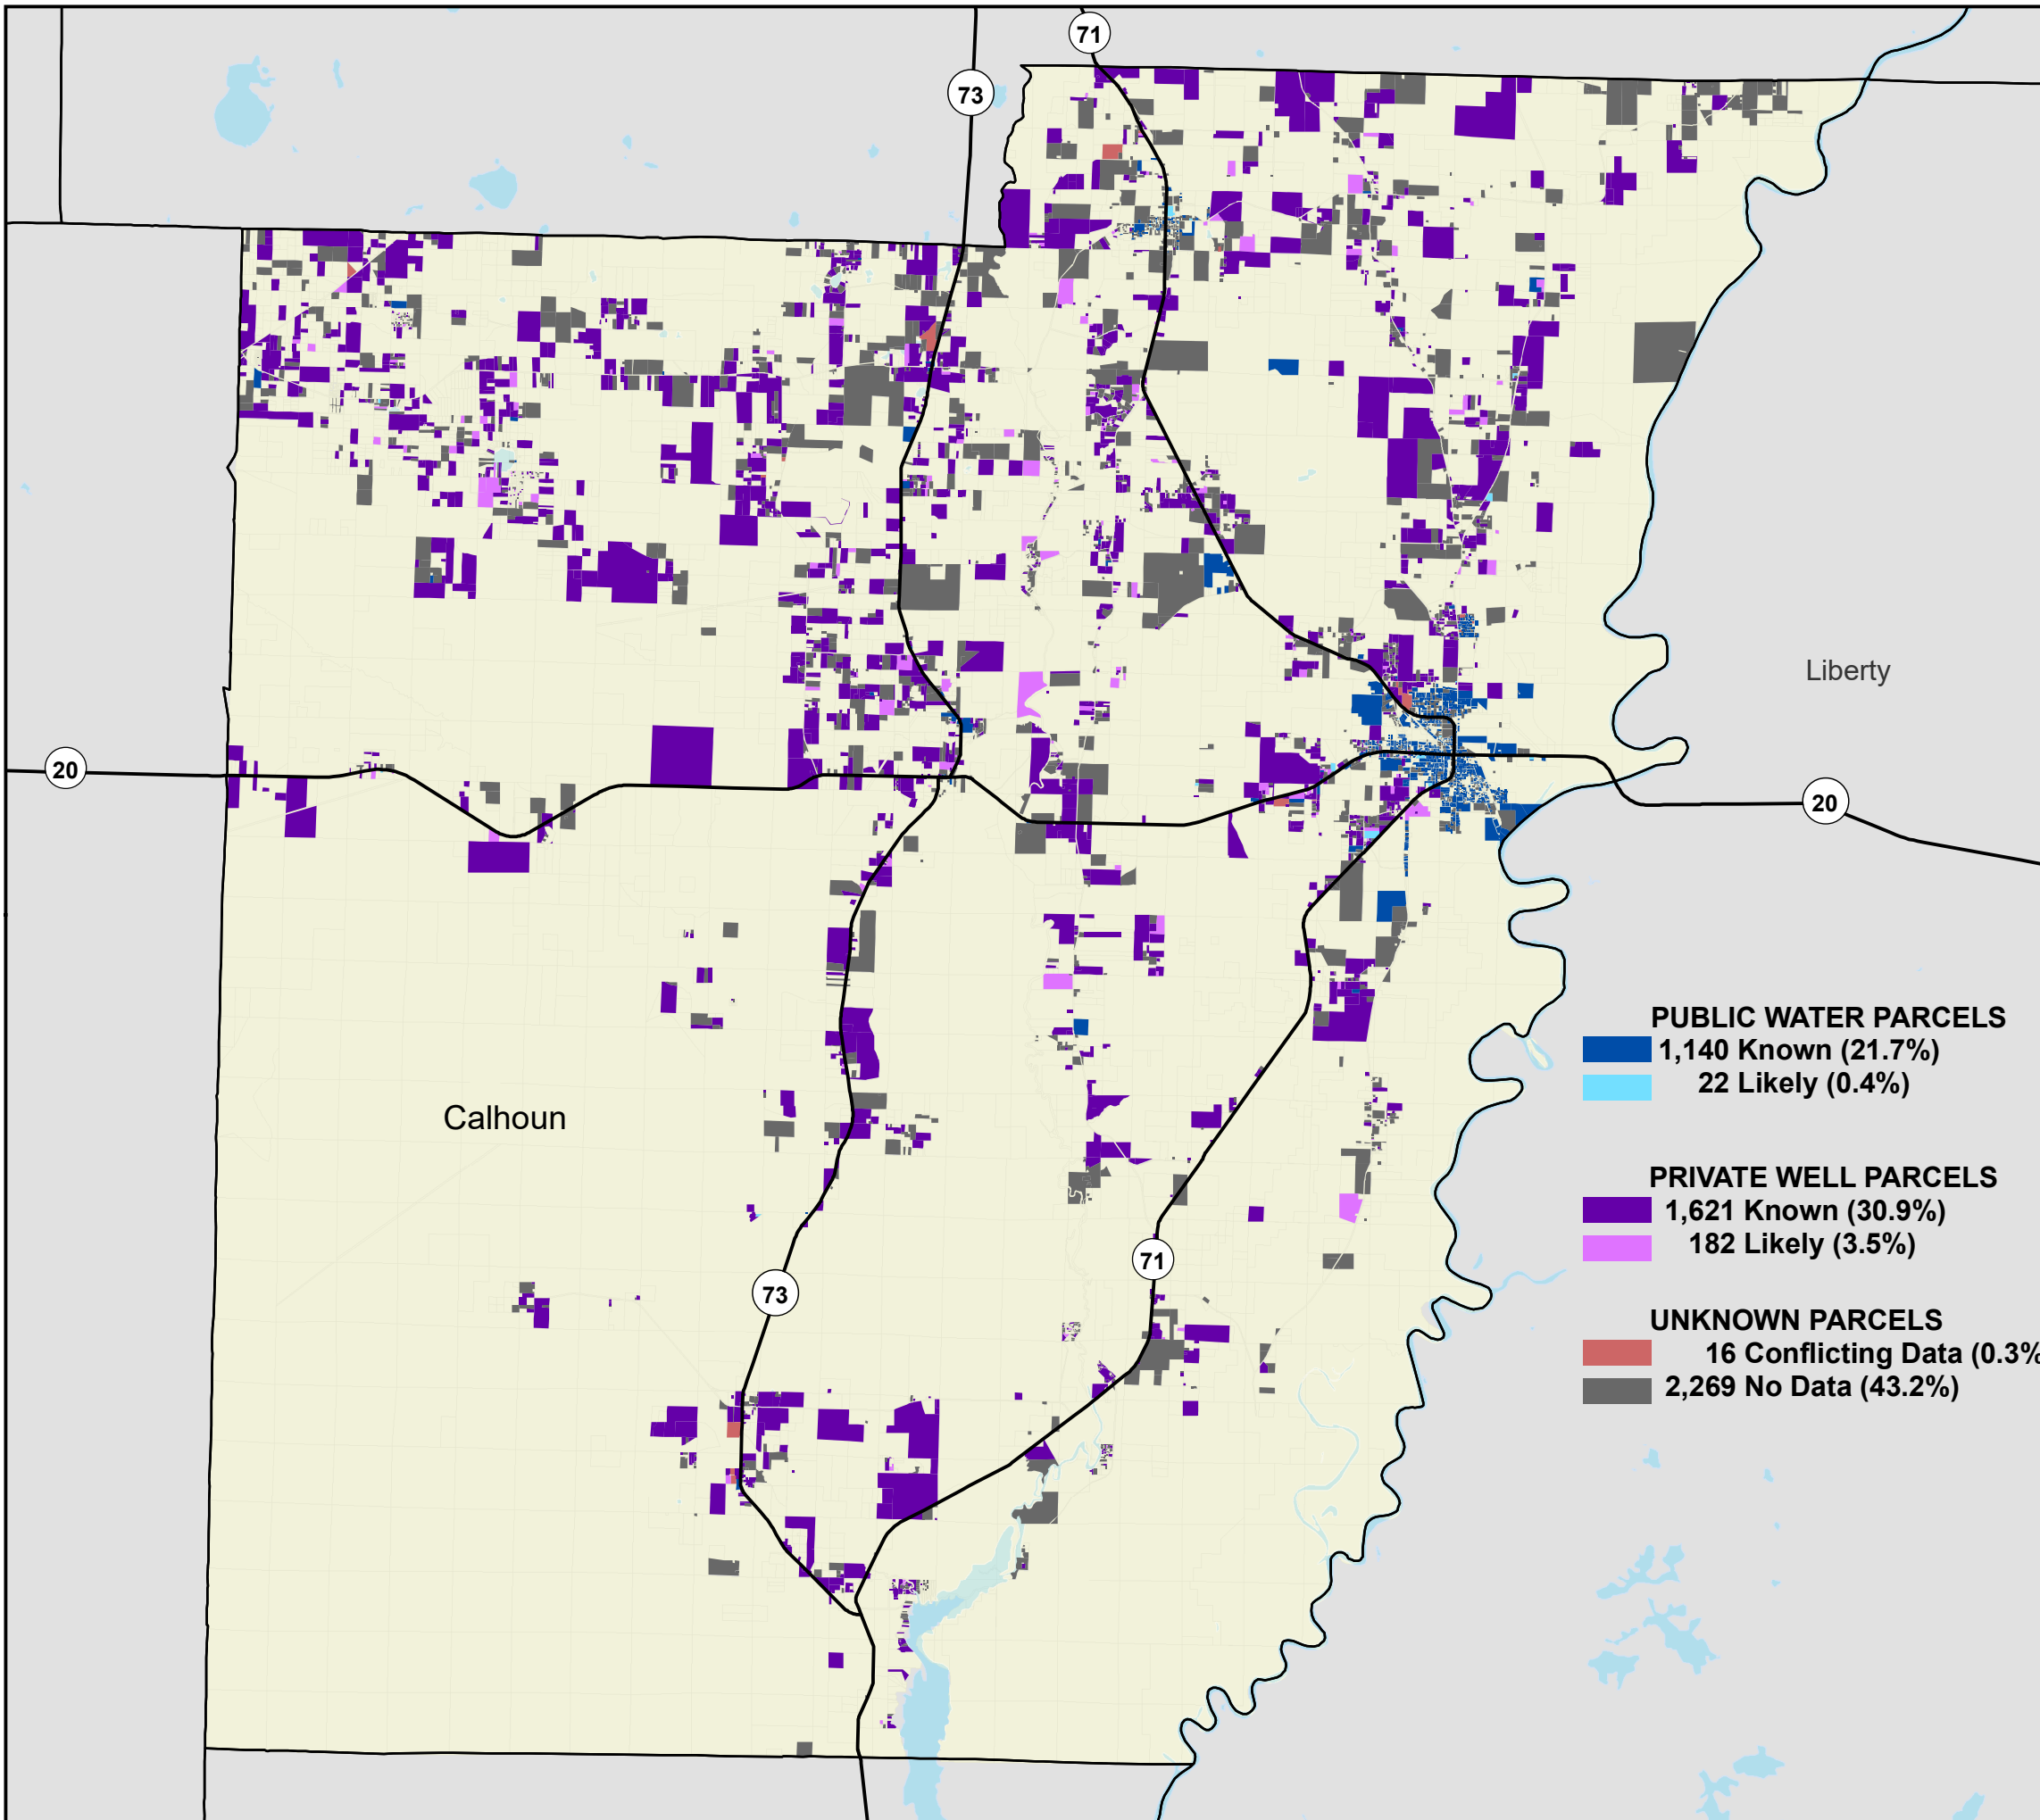 71
73
Liberty
20
20
PUBLIC WATER PARCELS
1,140 Known (21.7%)
22 Likely (0.4%)
Calhoun
PRIVATE WELL PARCELS
1,621 Known (30.9%)
182 Likely (3.5%)
71
73
UNKNOWN PARCELS
16 Conflicting Data (0.3%
2,269 No Data (43.2%)